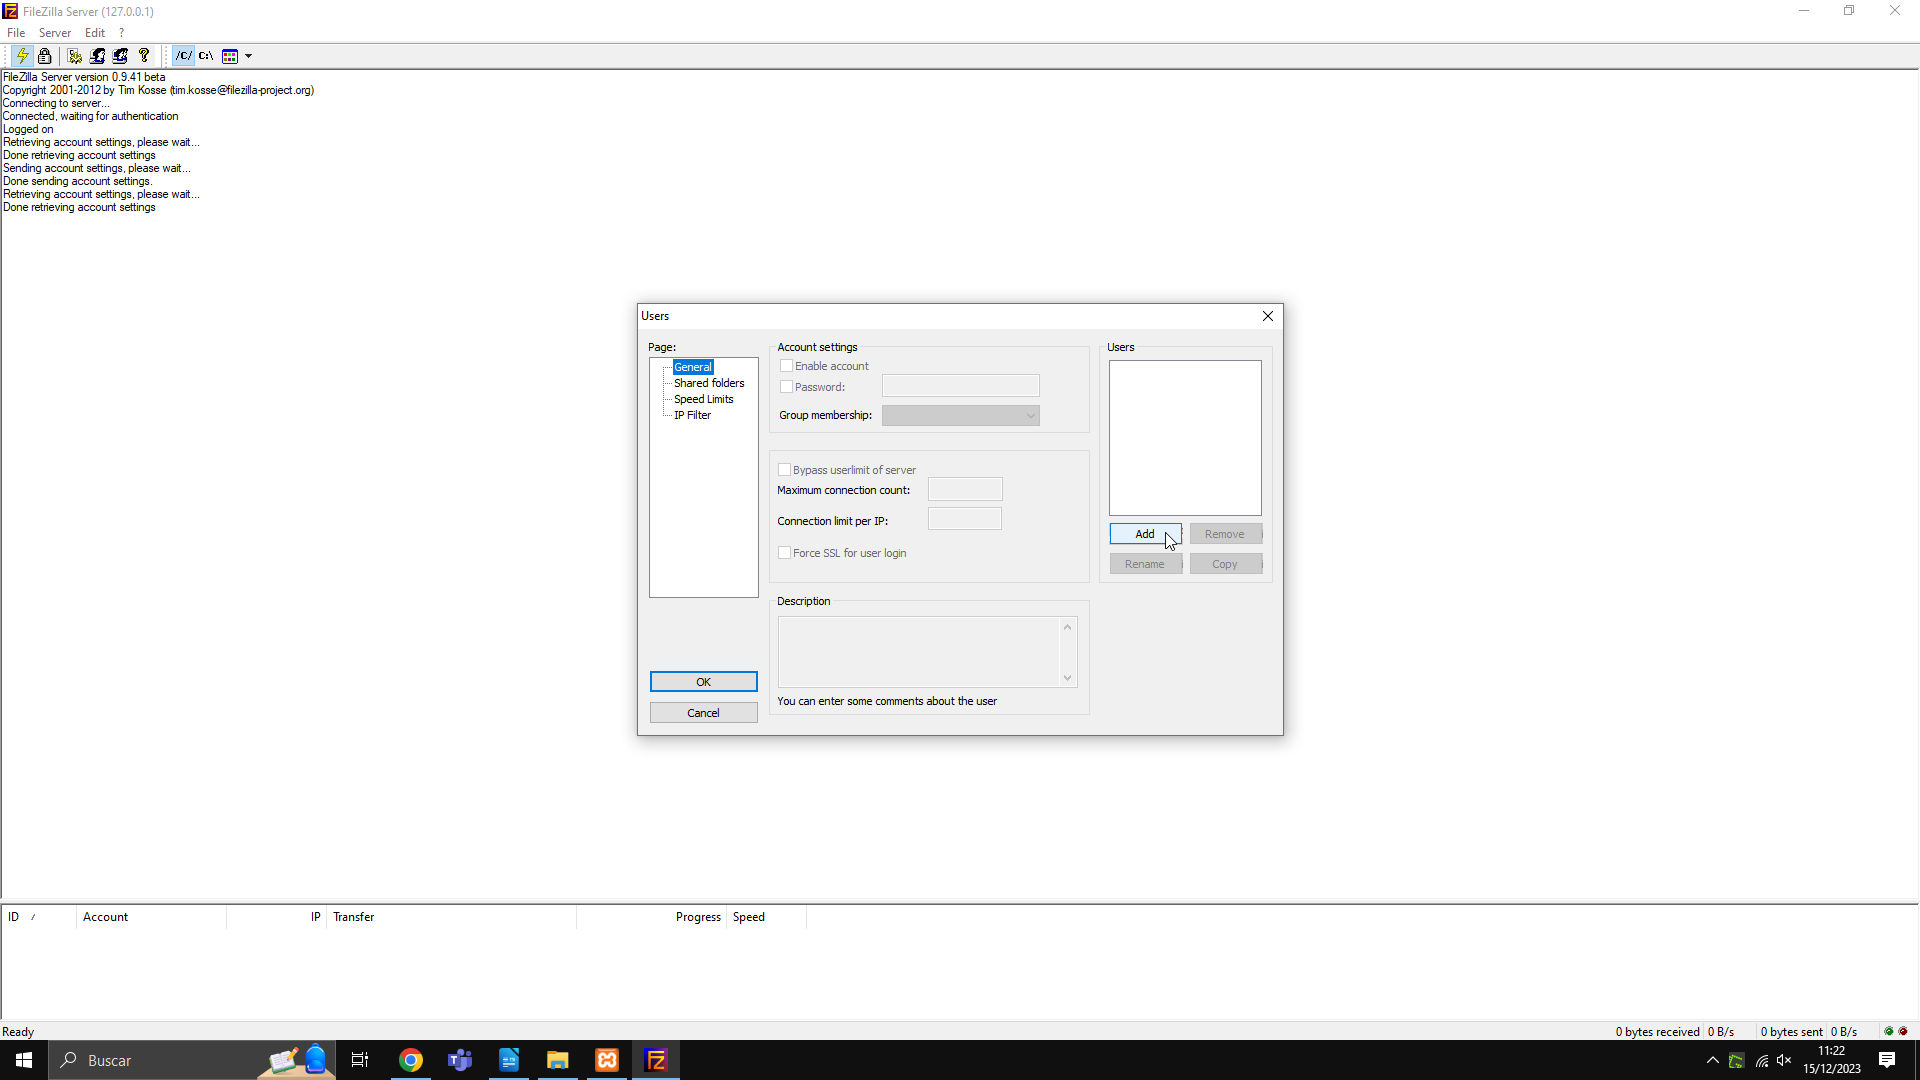 FileZilla Server (127.0.0.1)
File Server Edit ?
/C/ C:\
FileZilla Server version 0.9.41 beta
Copyright 2001-2012 by Tim Kosse (tim.kosse@filezilla-project.org)
Connecting to server...
Connected, waiting for authentication
Logged on
Retrieving account settings, please wait...
Done retrieving account settings
Sending account settings, please wait...
Done sending account settings.
Retrieving account settings, please wait...
Done retrieving account settings
Users
Page:
General
Shared folders
Speed Limits
IP Filter
OK
Cancel
Account settings
Enable account
Password:
Group membership:
Bypass userlimit of server
Maximum connection count:
Connection limit per IP:
Force SSL for user login
Description
You can enter some comments about the user
Users
Add Remove
Rename Copy
ID / Account IP Transfer Progress Speed
Ready 0 bytes received 0 B/s 0 bytes sent 0 B/s
Buscar
11:22
15/12/2023